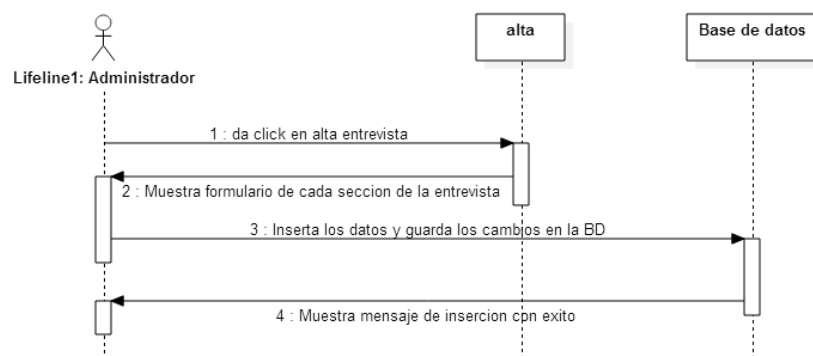 alta
Base de datos
Lifeline1: Administrador
1 : da click en alta entrevista
2 : Muestra formulario de cada seccion de la entrevista
3 : Inserta los datos y guarda los cambios en la BD
4 : Muestra mensaje de insercion con exito